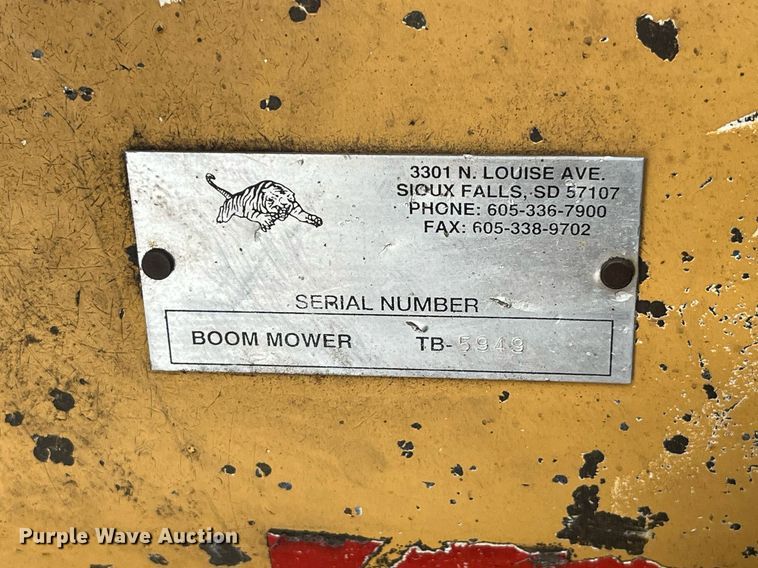 3301 N. LOUISE AVE.
SIOUX FALLS, SD 57107
PHONE: 605-336-7900
FAX: 605-338-9702
SERIAL NUMBER
BOOM MOWER TB-5949
Purple Wave Auction